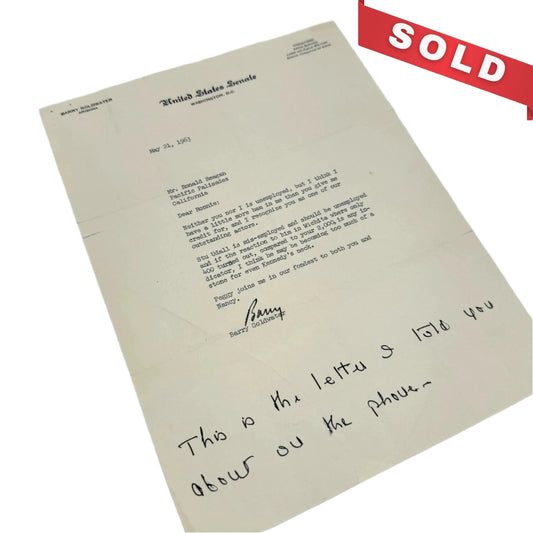 SOLD
BARRY GOLDWATER
ARIZONA
United States Senate
WASHINGTON, D.C.
COMMITTEES:
May 21, 1963
Mr. Ronald Reagan
Pacific Palisades
California
Dear Ronnie:
Neither you nor I is unemployed, but I think I
have a little more ham in me than you give me
credit for, and I recognize you as one of our
outstanding actors.
Stu Udall is mis-employed and should be unemployed
and if the reaction to him in Wichita where only
400 turned out, compared to your 2,000, is any in-
dicator, I think he may be becoming too much of a
stone for even Kennedy's neck.
Peggy joins me in our fondest to both you and
Nancy.
Barry
Barry Goldwater
This is the letter I told you
about on the phone-